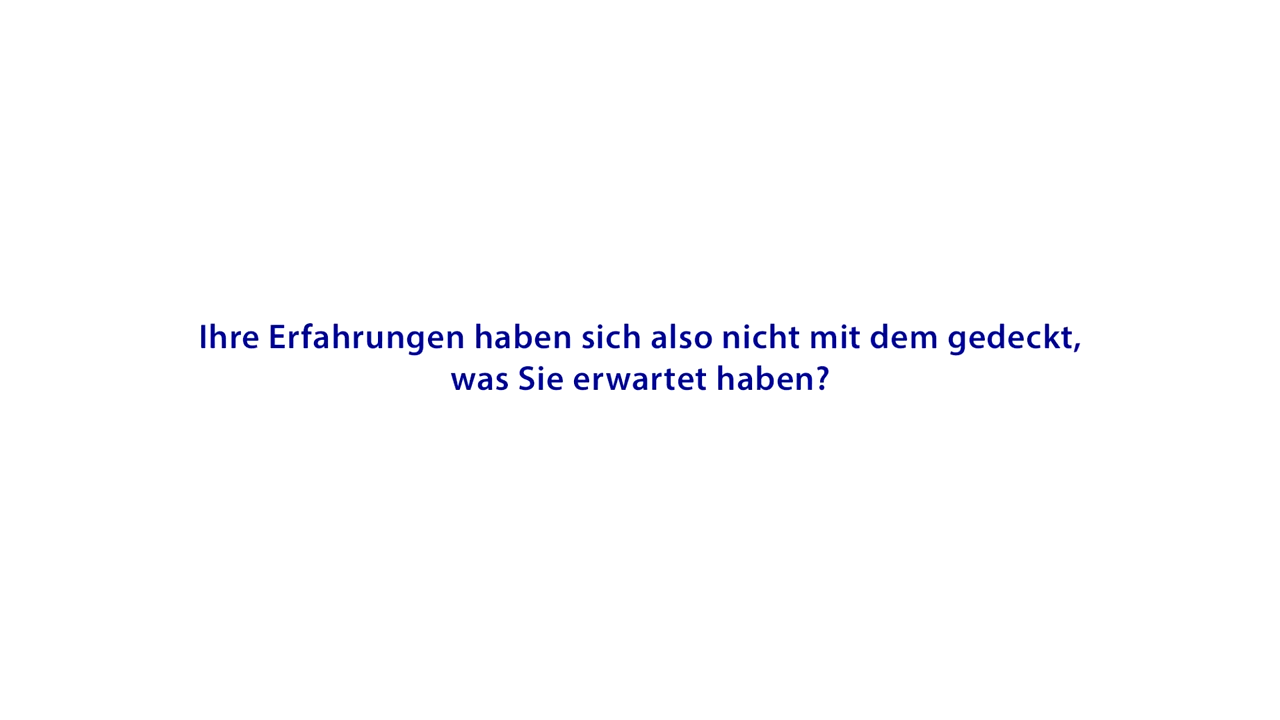 Ihre Erfahrungen haben sich also nicht mit dem gedeckt,
was Sie erwartet haben?